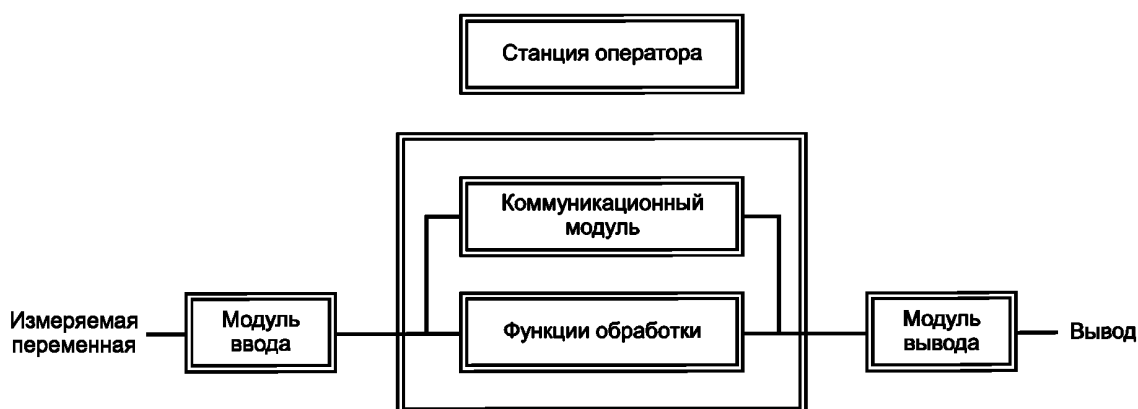 Станция оператора
Коммуникационный
модуль
Измеряемая
переменная
Модуль
ввода
Функции обработки
Модуль
вывода
Вывод